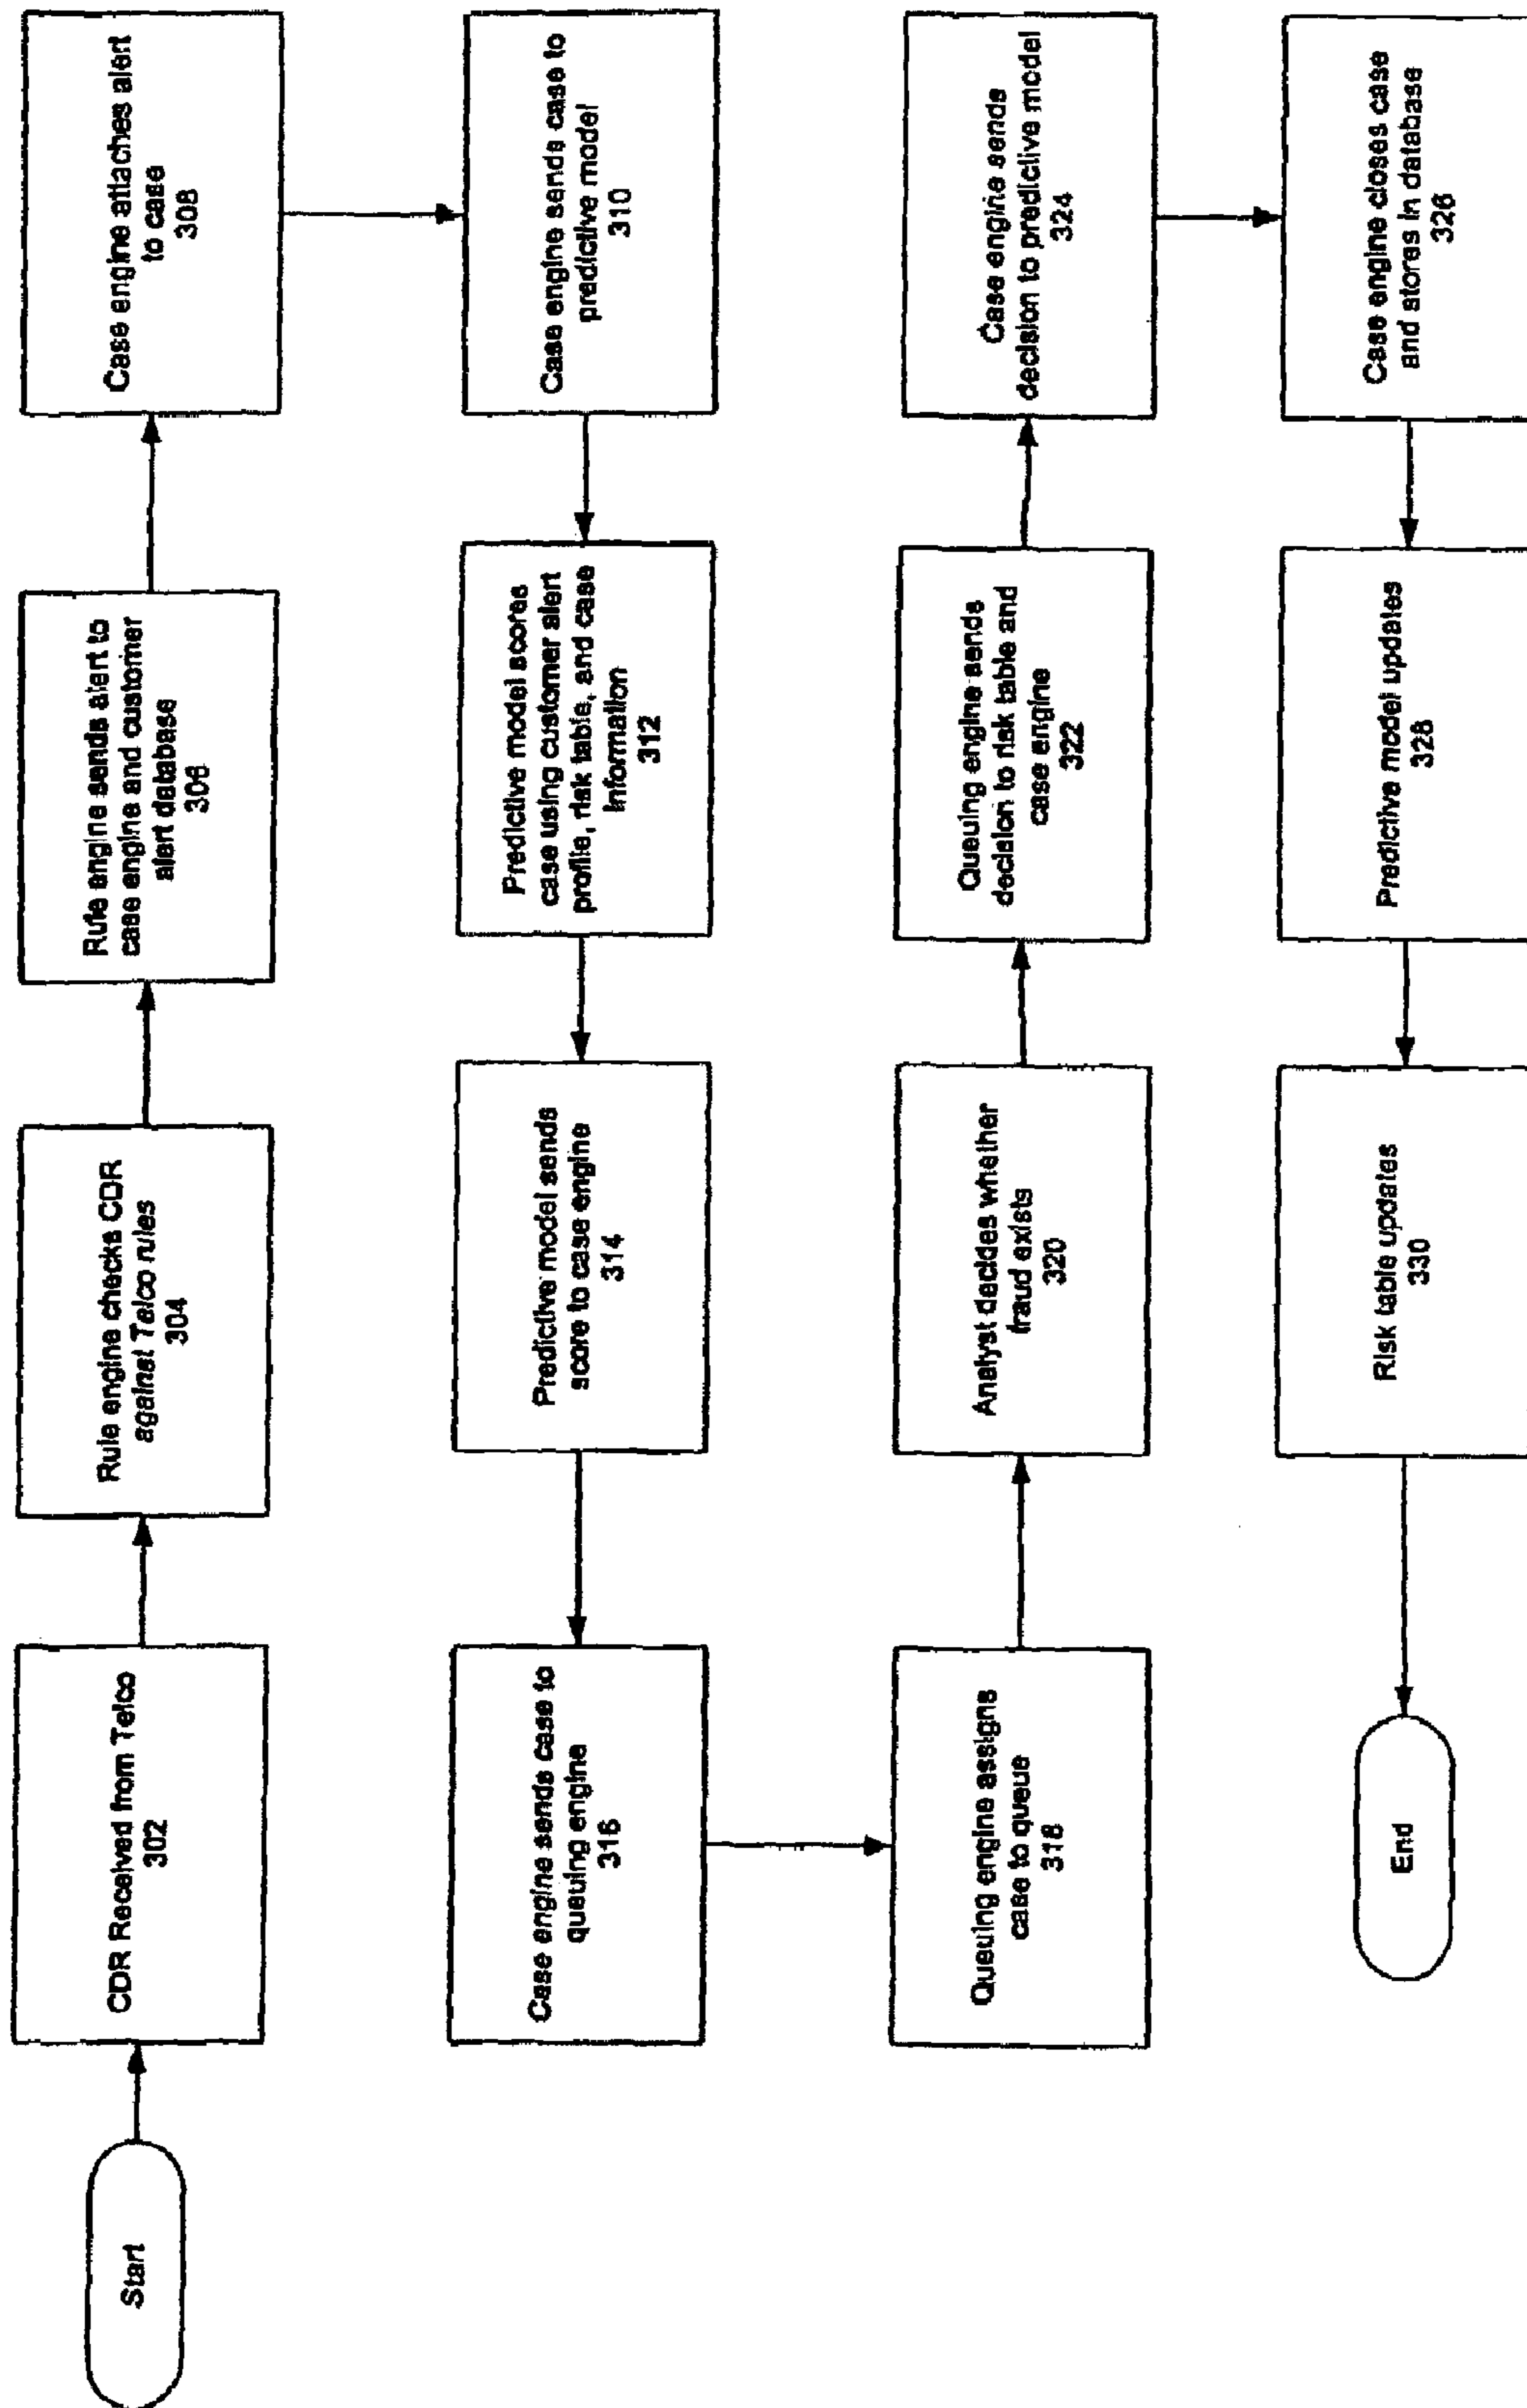 Start
CDR Received from Telco
302
Rule engine checks CDR
against Telco rules
304
Rule engine sends alert to
case engine and customer
alert database
306
Case engine attaches alert
to case
308
Case engine sends case to
predictive model
310
Predictive model scores
case using customer alert
profile, risk table, and case
information
312
Predictive model sends
score to case engine
314
Case engine sends case to
queuing engine
316
Queuing engine assigns
case to queue
318
Analyst decides whether
fraud exists
320
Queuing engine sends
decision to risk table and
case engine
322
Case engine sends
decision to predictive model
324
Case engine closes case
and stores in database
326
Predictive model updates
328
Risk table updates
330
End